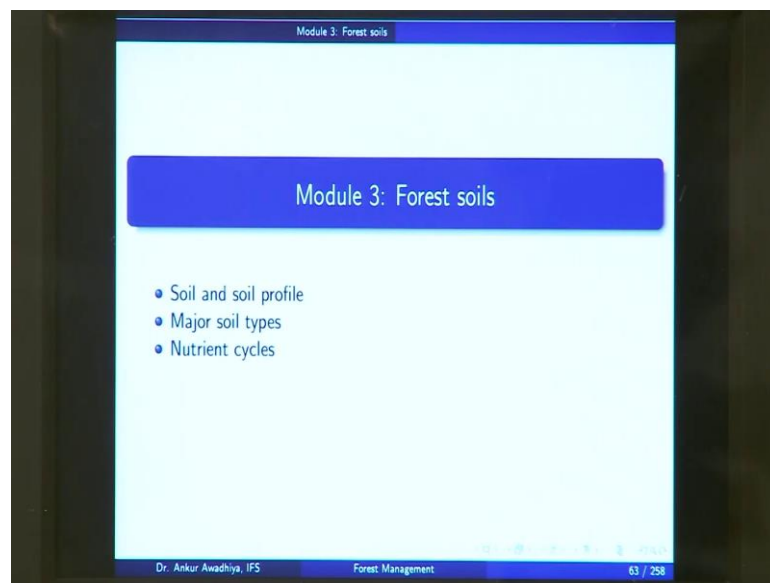 Module 3: Forest soils
Module 3: Forest soils
Soil and soil profile
Major soil types
Nutrient cycles
Dr. Ankur Awadhiya, IFS Forest Management 63 / 258